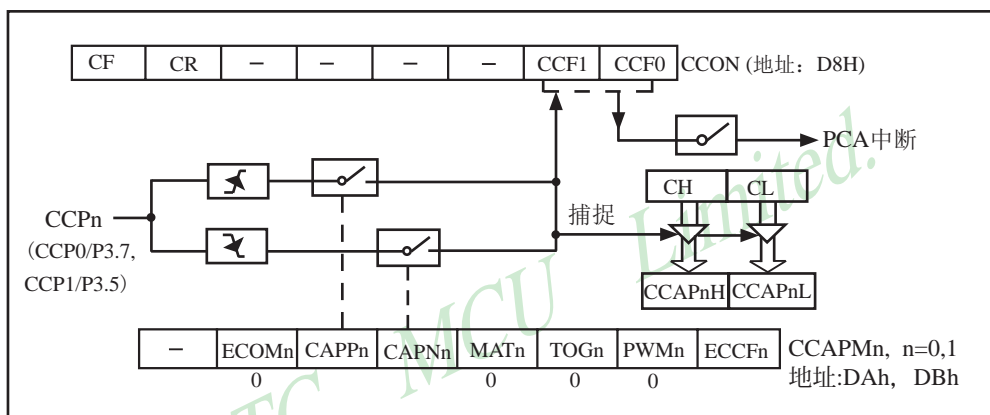 CF CR – – – – CCF1 CCF0 CCON (地址：D8H)
PCA中断
CH CL
CCPn
捕捉
(CCP0/P3.7,
CCP1/P3.5)
CCAPnH CCAPnL
– ECOMn CAPPn CAPNn MATn TOGn PWMn ECCFn CCAPMn, n=0,1
0 0 0 0 地址:DAh, DBh
MCU Limited.